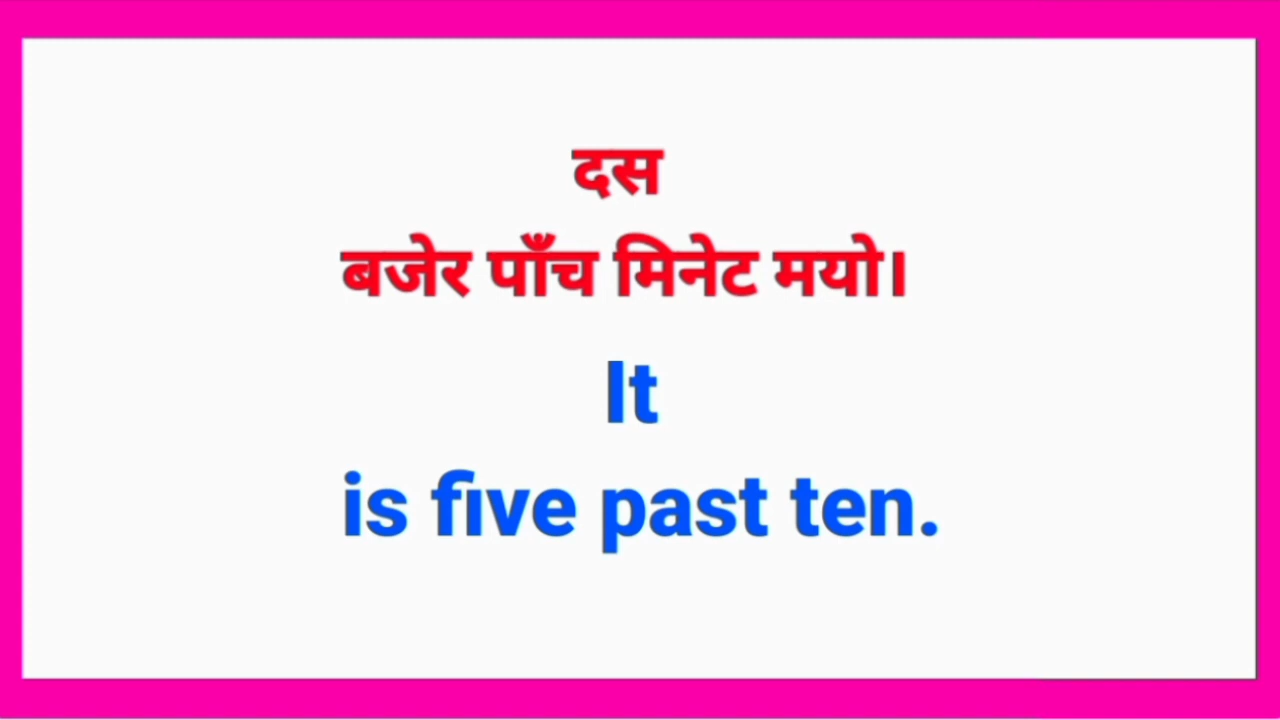 दस
बजेर पाँच मिनेट मयो।
It
is five past ten.